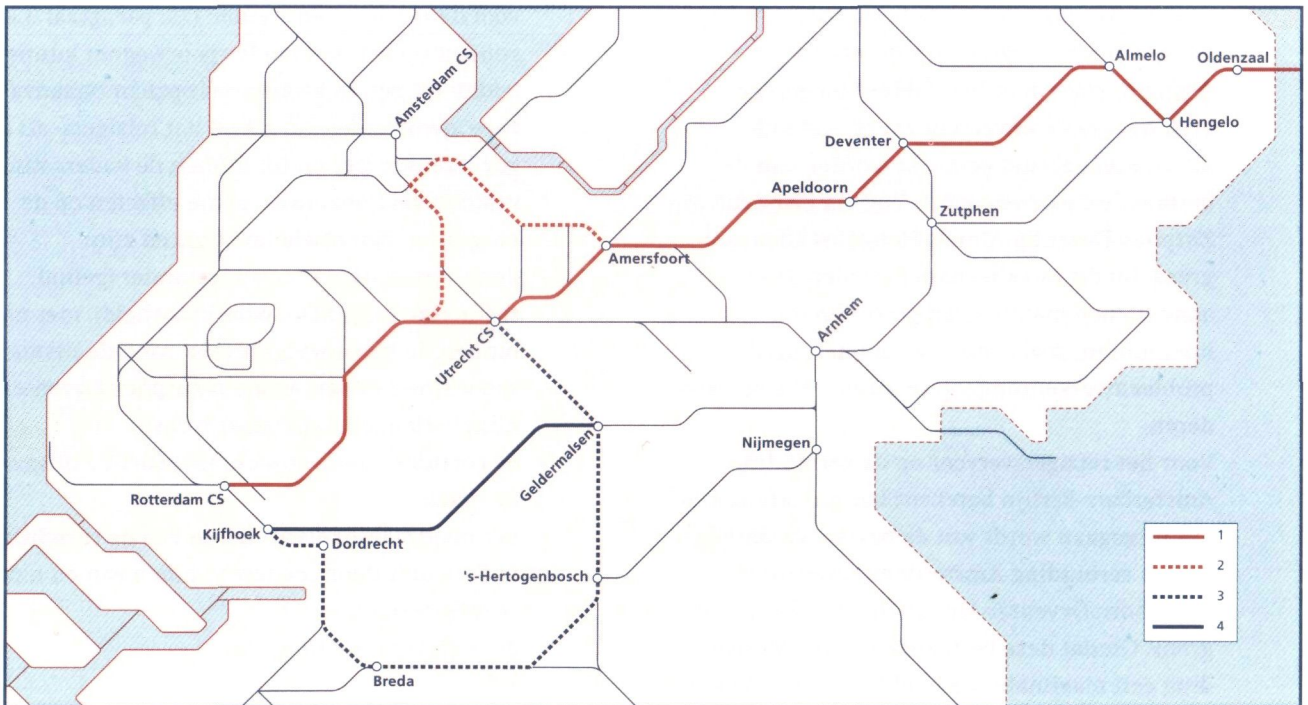 Amsterdam CS
Almelo
Oldenzaal
Hengelo
Deventer
Apeldoorn
Zutphen
Amersfoort
Utrecht CS
Arnhem
Geldermalsen
Nijmegen
Rotterdam CS
Kijfhoek
Dordrecht
's-Hertogenbosch
Breda
1
2
3
4